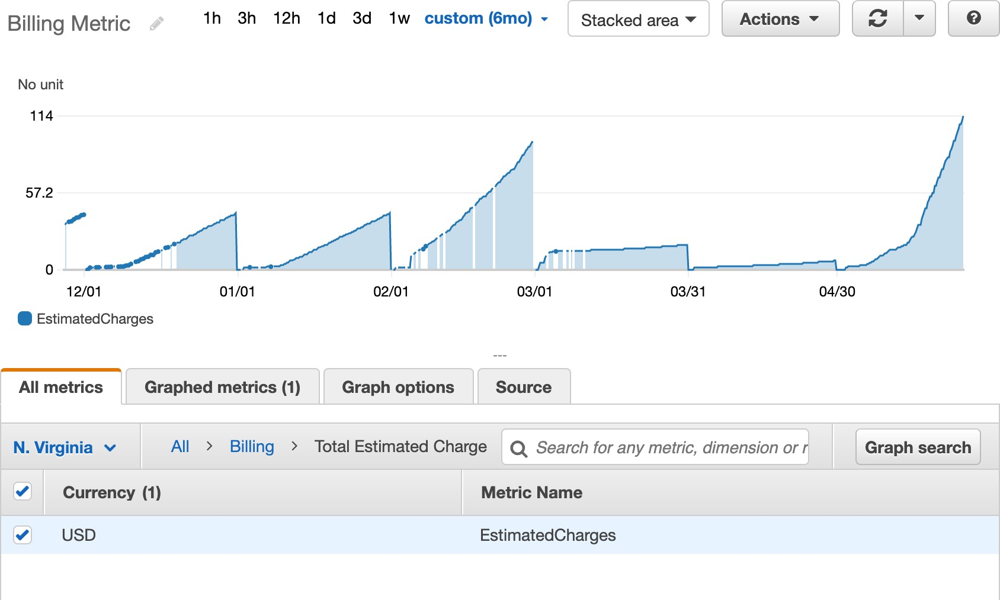 Billing Metric 1h 3h 12h 1d 3d 1w custom (6mo) Stacked area Actions ?
No unit
114
57.2
0
12/01 01/01 02/01 03/01 03/31 04/30
EstimatedCharges
All metrics Graphed metrics (1) Graph options Source
N. Virginia All > Billing > Total Estimated Charge Search for any metric, dimension or r Graph search
Currency (1) Metric Name
USD EstimatedCharges